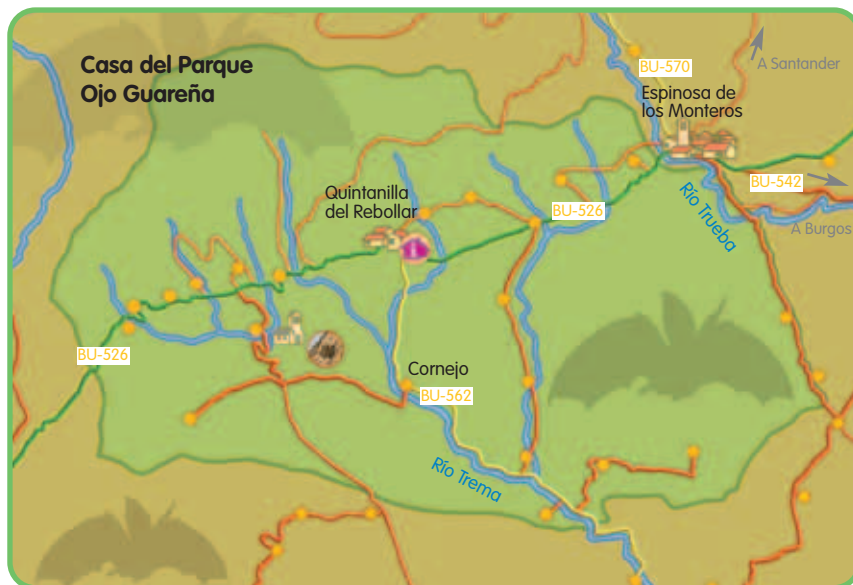 Casa del Parque
Ojo Guareña
BU-570
A Santander
Espinosa de
los Monteros
BU-542
Río Trueba
A Burgos
Quintanilla
del Rebollar
BU-526
i
BU-526
Cornejo
BU-562
Río Trema